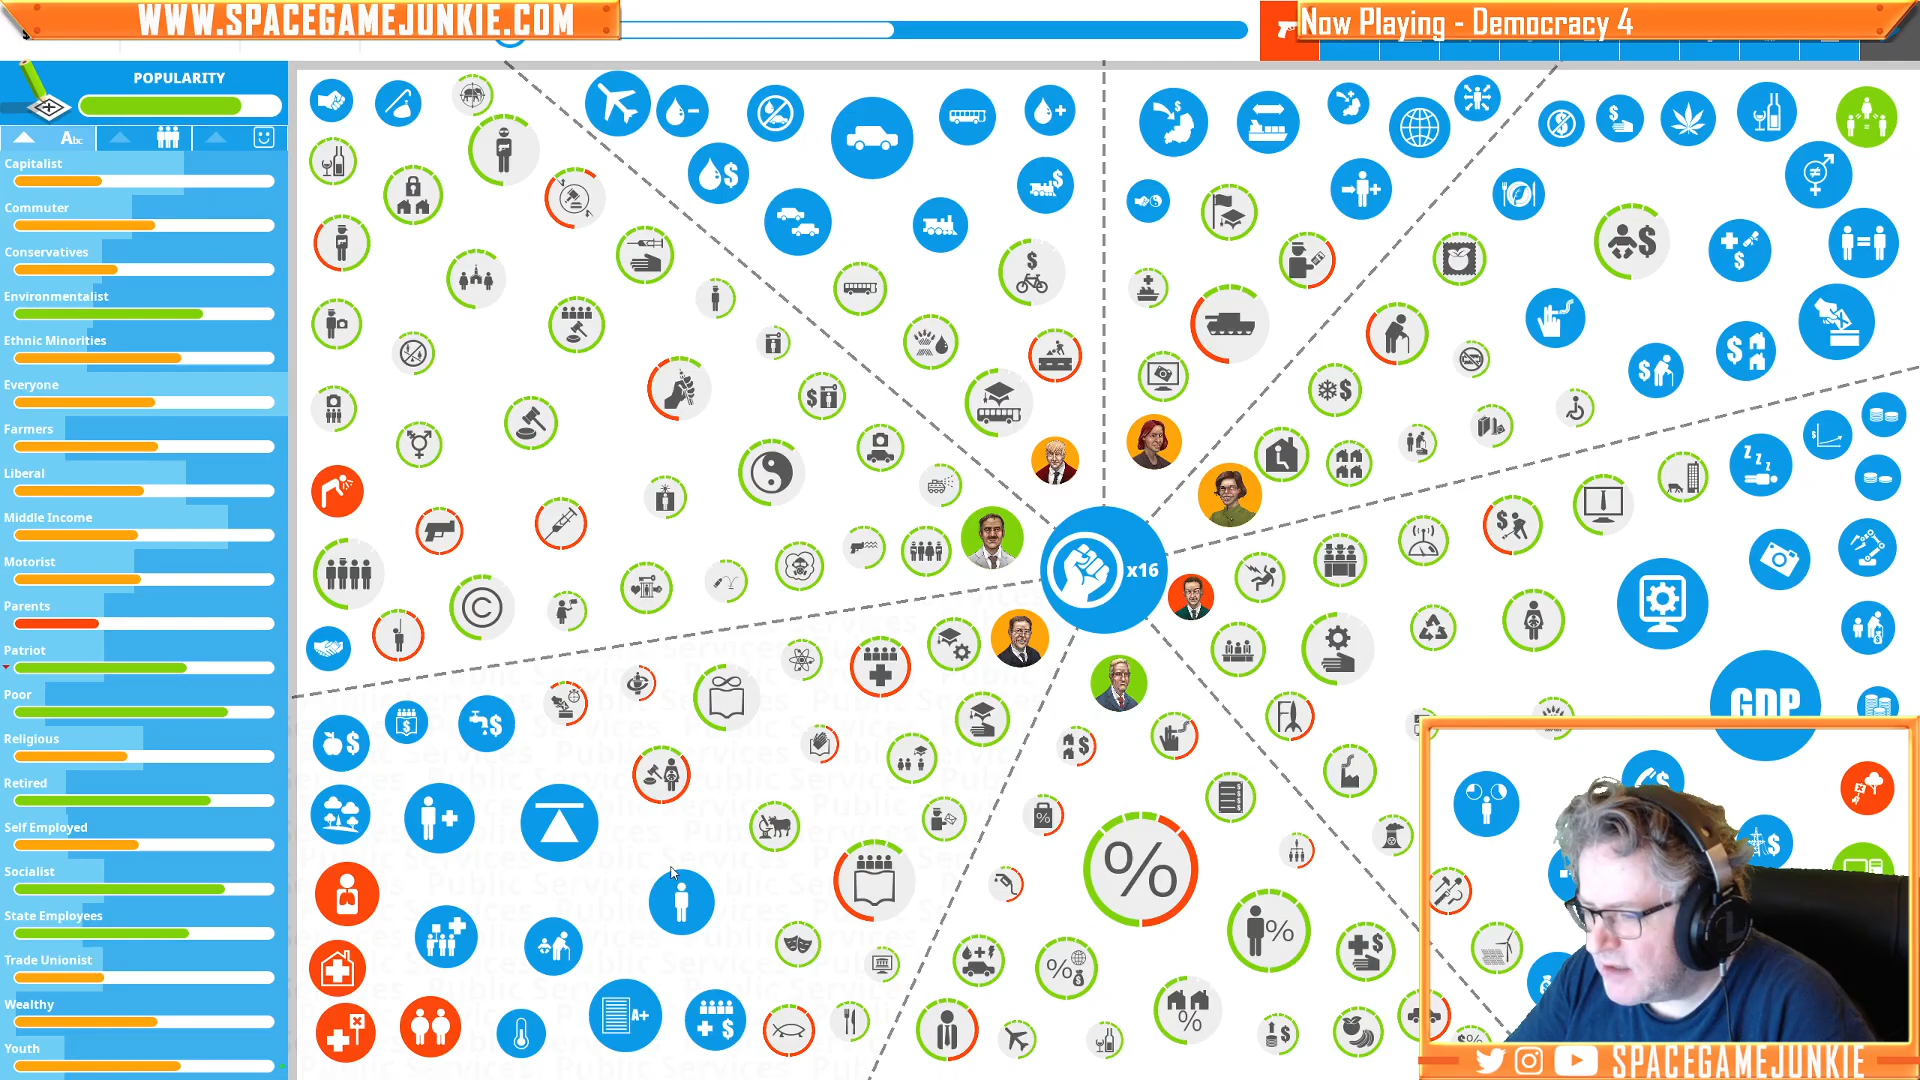 WWW.SPACEGAMEJUNKIE.COM
Now Playing - Democracy 4
POPULARITY
Abc
Capitalist
Commuter
Conservatives
Environmentalist
Ethnic Minorities
Everyone
Farmers
Liberal
Middle Income
Motorist
Parents
Patriot
Poor
Religious
Retired
Self Employed
Socialist
State Employees
Trade Unionist
Wealthy
Youth
x16
GDP
A+
Public Services
SPACEGAMEJUNKIE